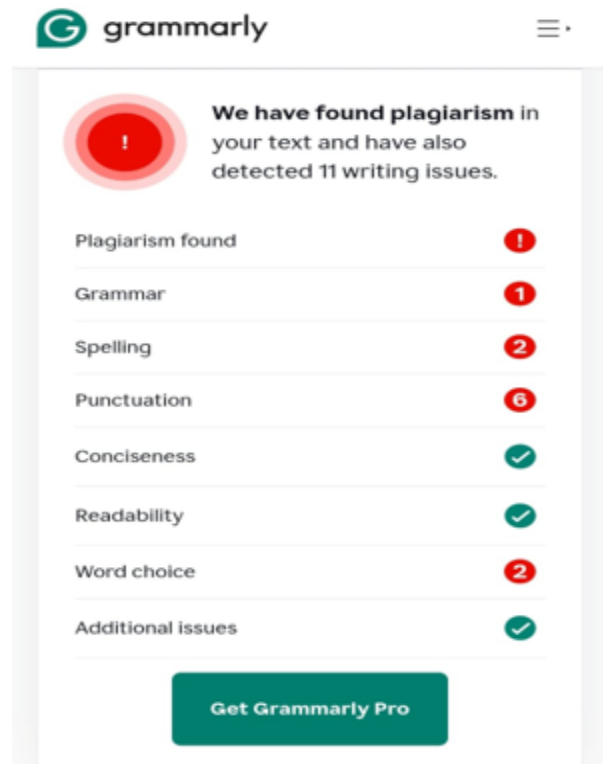 grammarly
We have found plagiarism in
your text and have also
detected 11 writing issues.
Plagiarism found !
Grammar 1
Spelling 2
Punctuation 6
Conciseness
Readability
Word choice 2
Additional issues
Get Grammarly Pro